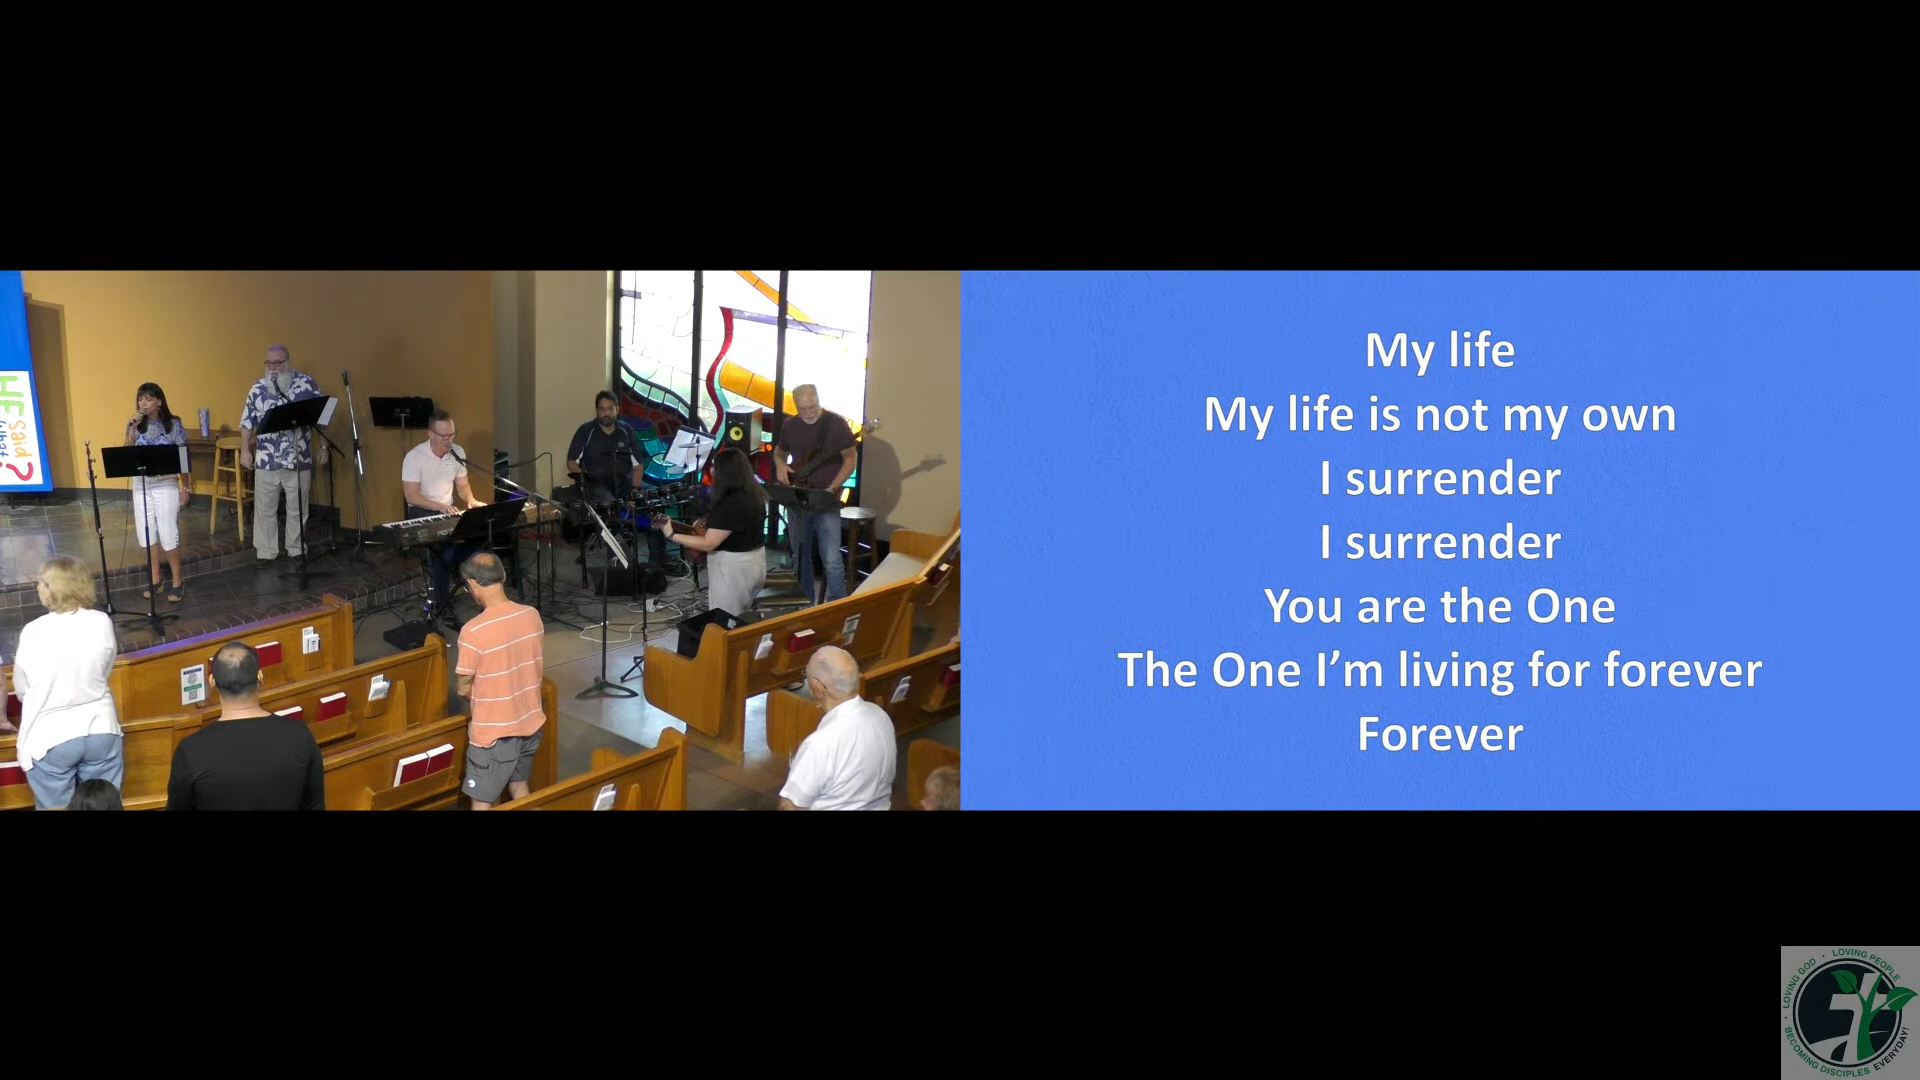 HE
said
what
?
My life
My life is not my own
I surrender
I surrender
You are the One
The One I’m living for forever
Forever
LOVING GOD • LOVING PEOPLE
• BECOMING DISCIPLES EVERYDAY!